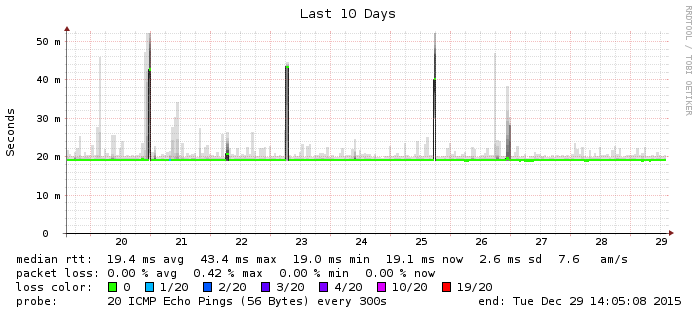 Last 10 Days
RRDTOOL / TOBI OETIKER
Seconds
50 m
40 m
30 m
20 m
10 m
0
20 21 22 23 24 25 26 27 28 29
median rtt: 19.4 ms avg 43.4 ms max 19.0 ms min 19.1 ms now 2.6 ms sd 7.6 am/s
packet loss: 0.00 % avg 0.42 % max 0.00 % min 0.00 % now
loss color: 0 1/20 2/20 3/20 4/20 10/20 19/20
probe: 20 ICMP Echo Pings (56 Bytes) every 300s end: Tue Dec 29 14:05:08 2015